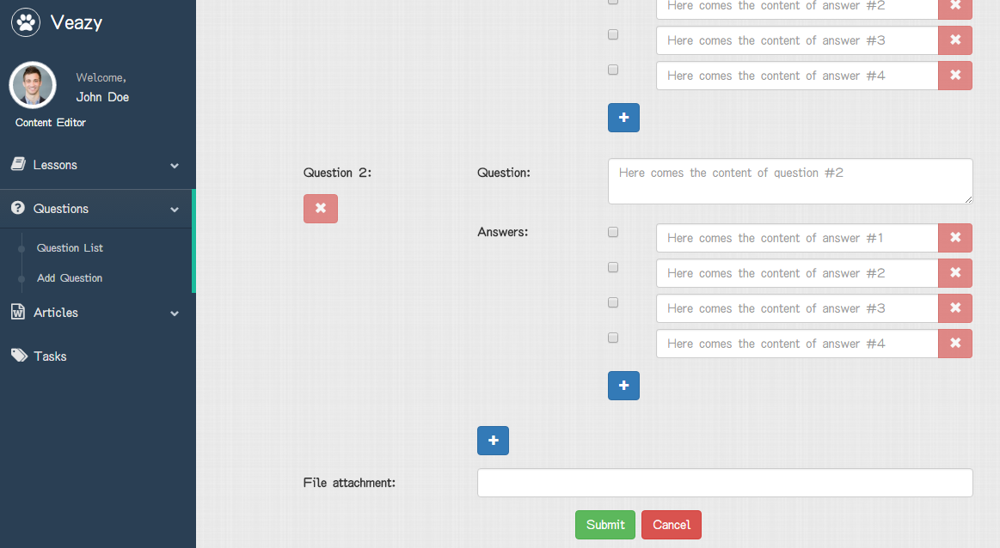 Veazy
Here comes the content of answer #2
Welcome,
John Doe
Content Editor
Here comes the content of answer #3
Here comes the content of answer #4
Lessons
Questions
Question List
Add Question
Articles
Tasks
Question 2:
Question:
Here comes the content of question #2
Answers:
Here comes the content of answer #1
Here comes the content of answer #2
Here comes the content of answer #3
Here comes the content of answer #4
File attachment:
Submit
Cancel